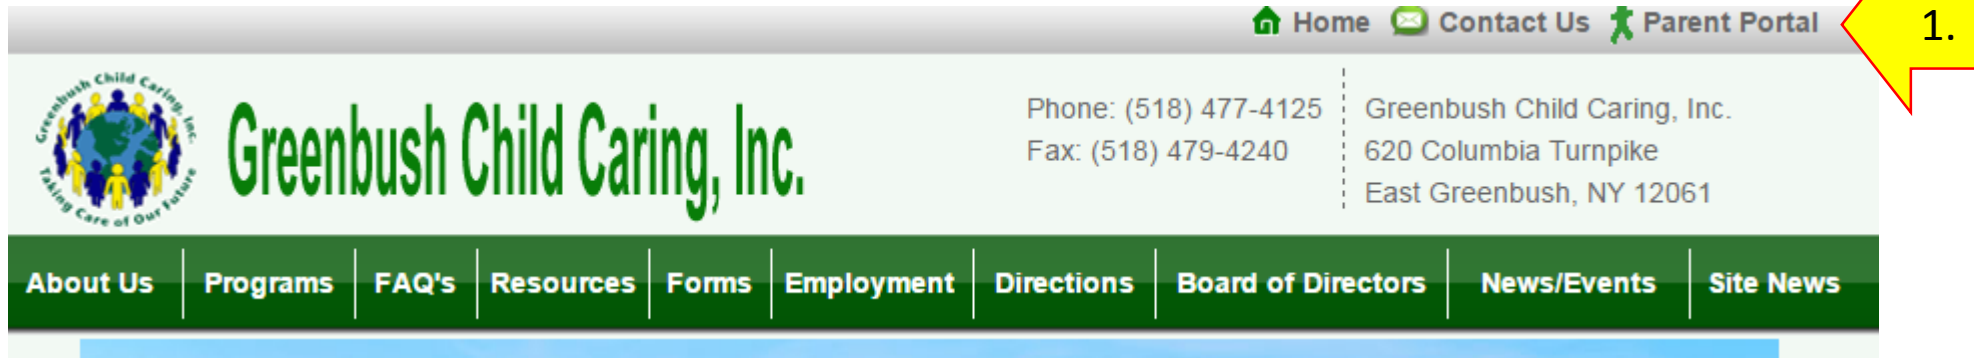 Home Contact Us Parent Portal
1.
Greenbush Child Caring, Inc.
Taking Care of Our Future
Greenbush Child Caring, Inc.
Phone: (518) 477-4125
Fax: (518) 479-4240
Greenbush Child Caring, Inc.
620 Columbia Turnpike
East Greenbush, NY 12061
About Us Programs FAQ's Resources Forms Employment Directions Board of Directors News/Events Site News